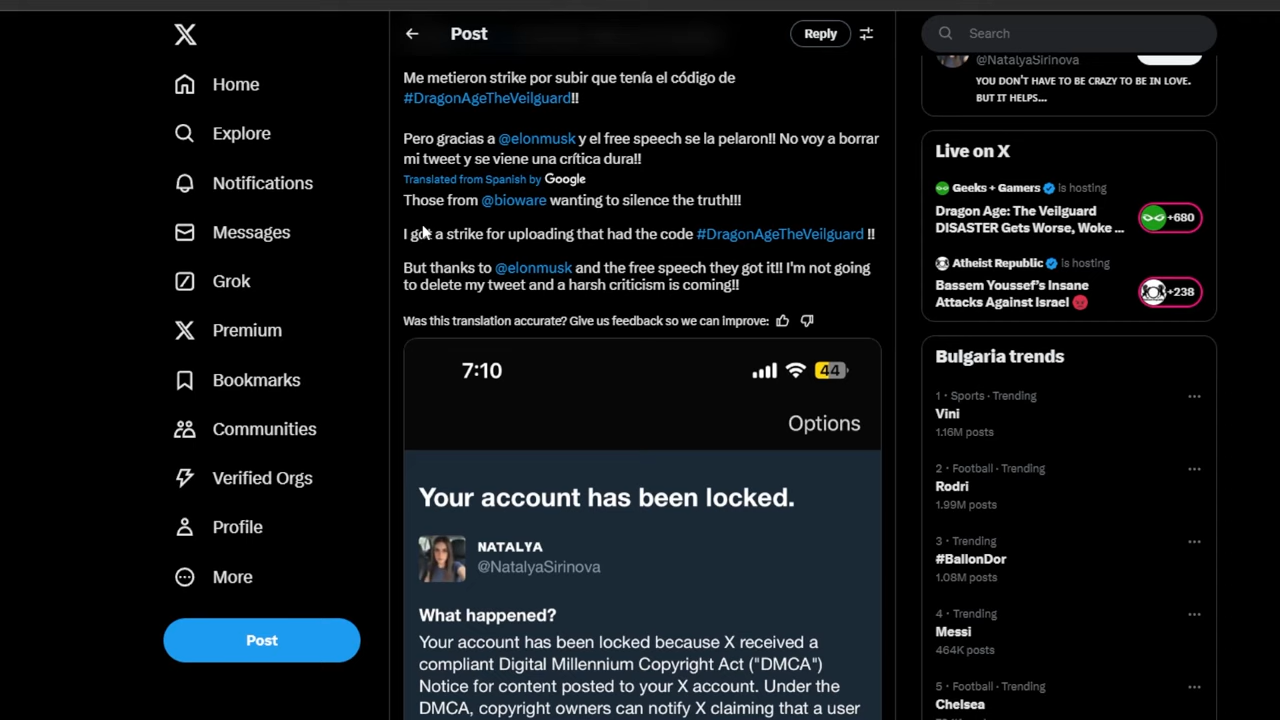 Post
Reply
Search
Home
Explore
Notifications
Messages
Grok
Premium
Bookmarks
Communities
Verified Orgs
Profile
More
Post
Me metieron strike por subir que tenía el código de
#DragonAgeTheVeilguard!!
Pero gracias a @elonmusk y el free speech se la pelaron!! No voy a borrar
mi tweet y se viene una crítica dura!!
Translated from Spanish by Google
Those from @bioware wanting to silence the truth!!!
I got a strike for uploading that had the code #DragonAgeTheVeilguard !!
But thanks to @elonmusk and the free speech they got it!! I'm not going
to delete my tweet and a harsh criticism is coming!!
Was this translation accurate? Give us feedback so we can improve:
7:10
44
Options
Your account has been locked.
NATALYA
@NatalyaSirinova
What happened?
Your account has been locked because X received a
compliant Digital Millennium Copyright Act ("DMCA")
Notice for content posted to your X account. Under the
DMCA, copyright owners can notify X claiming that a user
@NatalyaSirinova
YOU DON'T HAVE TO BE CRAZY TO BE IN LOVE.
BUT IT HELPS...
Live on X
Geeks + Gamers is hosting
Dragon Age: The Veilguard
DISASTER Gets Worse, Woke ...
+680
Atheist Republic is hosting
Bassem Youssef's Insane
Attacks Against Israel
+238
Bulgaria trends
1 · Sports · Trending
Vini
1.16M posts
2 · Football · Trending
Rodri
1.99M posts
3 · Trending
#BallonDor
1.08M posts
4 · Trending
Messi
464K posts
5 · Football · Trending
Chelsea